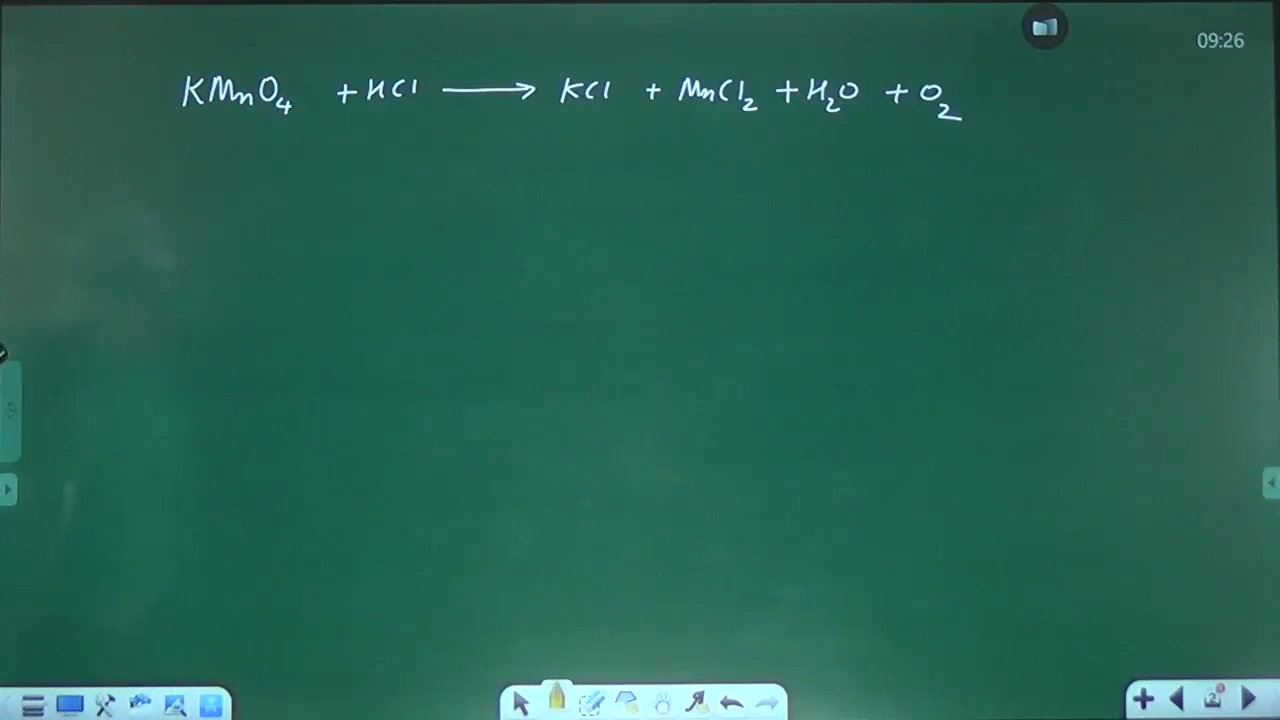 09:26
KMnO₄ + HCl ⟶ KCl + MnCl₂ + H₂O + O₂